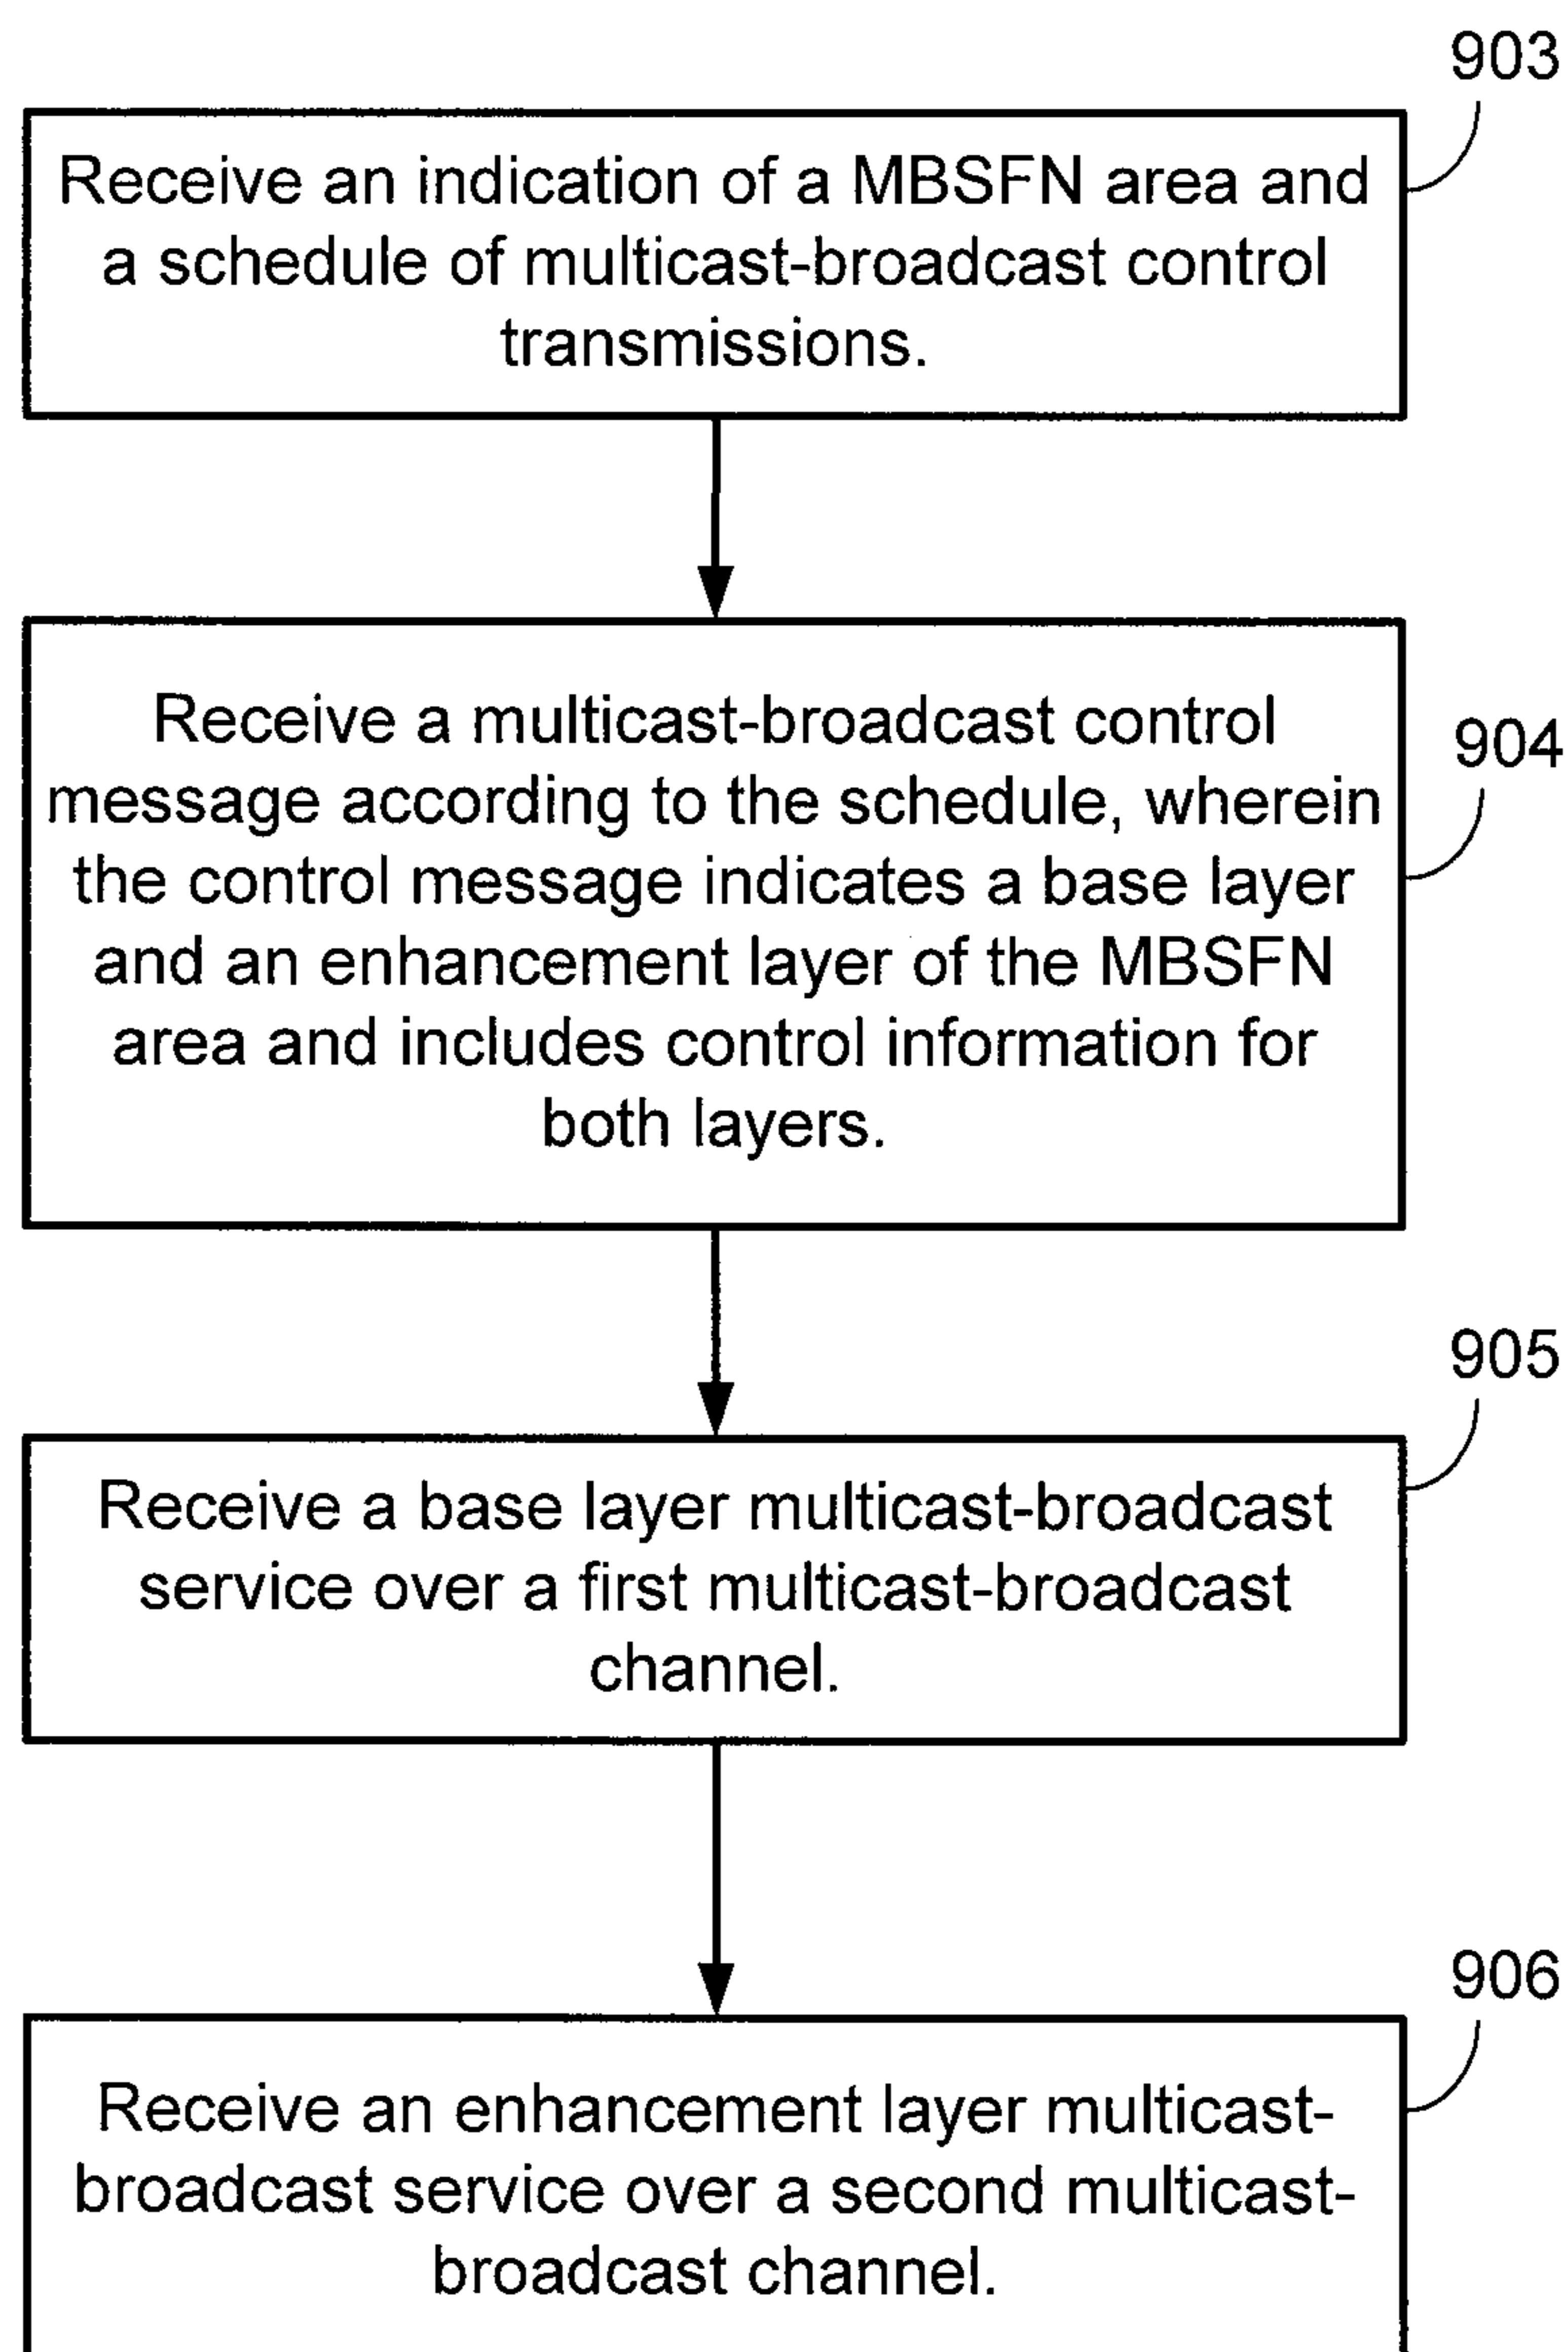 903
Receive an indication of a MBSFN area and
a schedule of multicast-broadcast control
transmissions.
904
Receive a multicast-broadcast control
message according to the schedule, wherein
the control message indicates a base layer
and an enhancement layer of the MBSFN
area and includes control information for
both layers.
905
Receive a base layer multicast-broadcast
service over a first multicast-broadcast
channel.
906
Receive an enhancement layer multicast-
broadcast service over a second multicast-
broadcast channel.